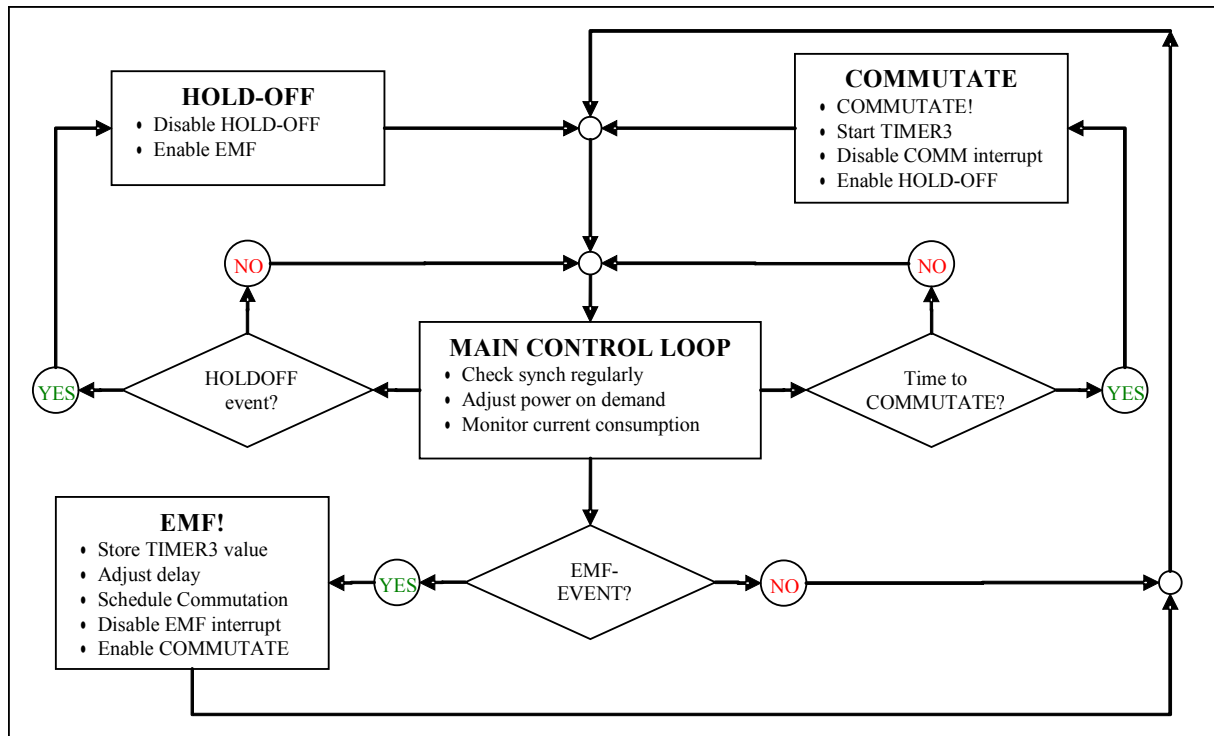 HOLD-OFF
• Disable HOLD-OFF
• Enable EMF
COMMUTATE
• COMMUTATE!
• Start TIMER3
• Disable COMM interrupt
• Enable HOLD-OFF
NO
NO
YES
HOLDOFF
event?
MAIN CONTROL LOOP
• Check synch regularly
• Adjust power on demand
• Monitor current consumption
Time to
COMMUTATE?
YES
EMF!
• Store TIMER3 value
• Adjust delay
• Schedule Commutation
• Disable EMF interrupt
• Enable COMMUTATE
YES
EMF-
EVENT?
NO